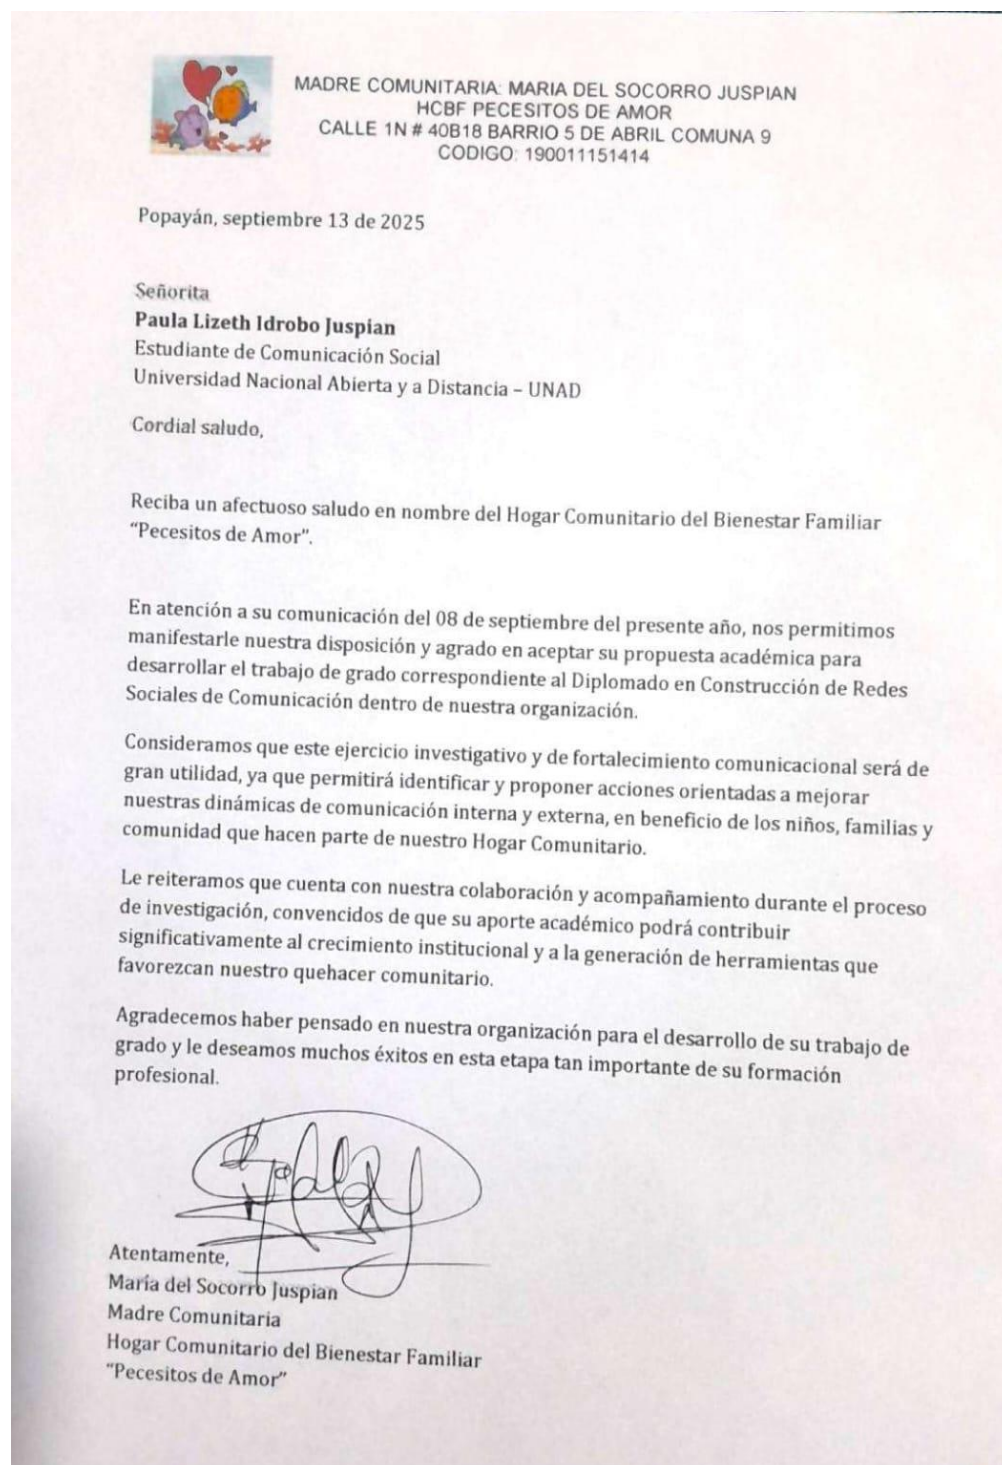 MADRE COMUNITARIA: MARIA DEL SOCORRO JUSPIAN
HCBF PECESITOS DE AMOR
CALLE 1N # 40B18 BARRIO 5 DE ABRIL COMUNA 9
CODIGO: 190011151414
Popayán, septiembre 13 de 2025
Señorita
Paula Lizeth Idrobo Juspian
Estudiante de Comunicación Social
Universidad Nacional Abierta y a Distancia – UNAD
Cordial saludo,
Reciba un afectuoso saludo en nombre del Hogar Comunitario del Bienestar Familiar
“Pecesitos de Amor”.
En atención a su comunicación del 08 de septiembre del presente año, nos permitimos
manifestarle nuestra disposición y agrado en aceptar su propuesta académica para
desarrollar el trabajo de grado correspondiente al Diplomado en Construcción de Redes
Sociales de Comunicación dentro de nuestra organización.
Consideramos que este ejercicio investigativo y de fortalecimiento comunicacional será de
gran utilidad, ya que permitirá identificar y proponer acciones orientadas a mejorar
nuestras dinámicas de comunicación interna y externa, en beneficio de los niños, familias y
comunidad que hacen parte de nuestro Hogar Comunitario.
Le reiteramos que cuenta con nuestra colaboración y acompañamiento durante el proceso
de investigación, convencidos de que su aporte académico podrá contribuir
significativamente al crecimiento institucional y a la generación de herramientas que
favorezcan nuestro quehacer comunitario.
Agradecemos haber pensado en nuestra organización para el desarrollo de su trabajo de
grado y le deseamos muchos éxitos en esta etapa tan importante de su formación
profesional.
Atentamente,
María del Socorro Juspian
Madre Comunitaria
Hogar Comunitario del Bienestar Familiar
“Pecesitos de Amor”